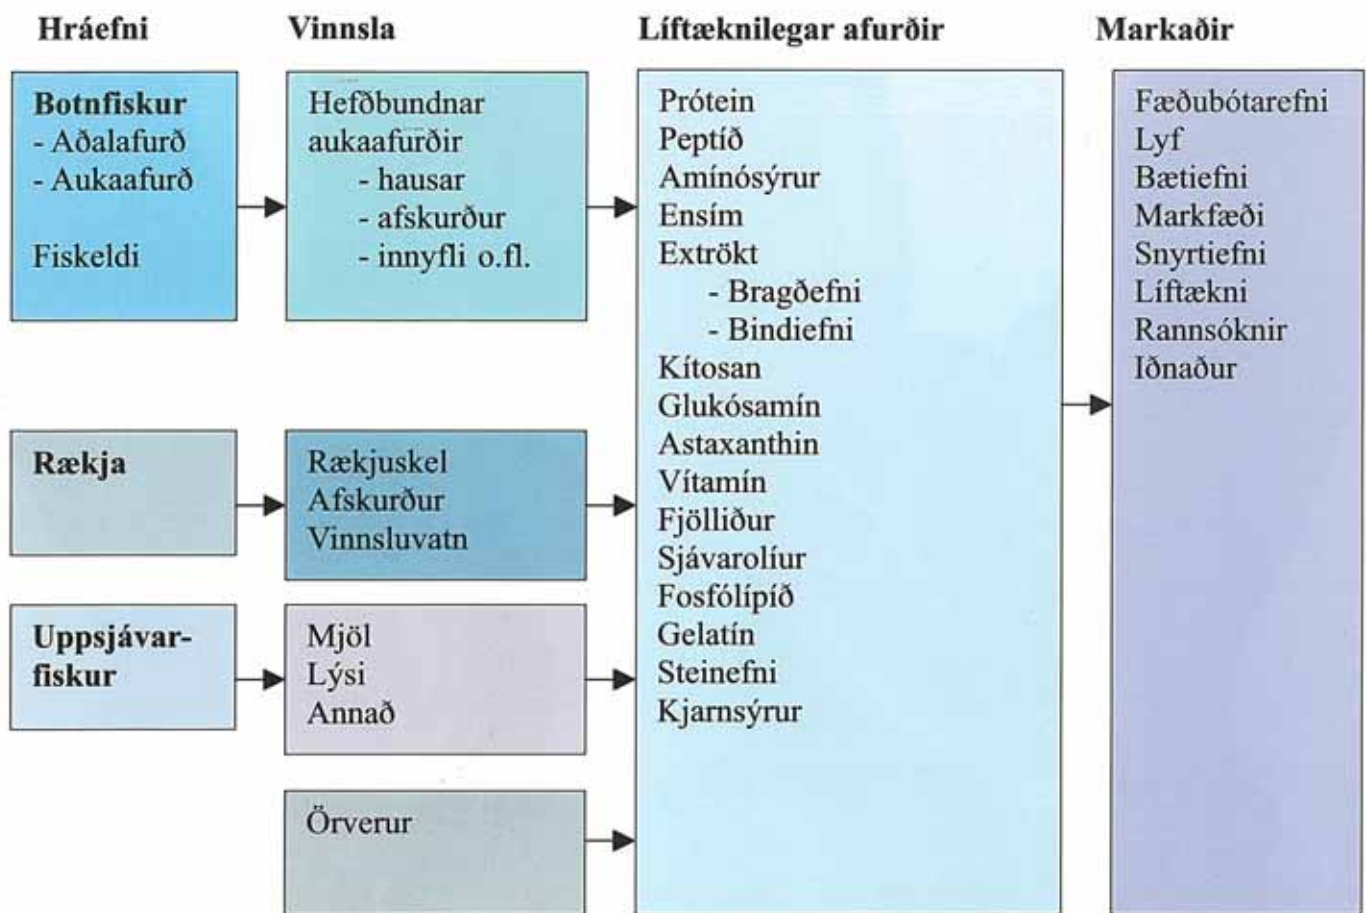 Hráefni
Vinnsla
Líftæknilegar afurðir
Markaðir
Botnfiskur
- Aðalafurð
- Aukaafurð
Fiskeldi
Hefðbundnar
aukaafurðir
- hausar
- afskurður
- innyfli o.fl.
Rækja
Rækjuskel
Afskurður
Vinnsluvatn
Uppsjávar-
fiskur
Mjöl
Lýsi
Annað
Örverur
Prótein
Peptíð
Amínósýrur
Ensím
Extrökt
- Bragðefni
- Bindiefni
Kítosan
Glukósamín
Astaxanthin
Vítamín
Fjölliður
Sjávarolíur
Fosfólípíð
Gelatín
Steinefni
Kjarnsýrur
Fæðubótarefni
Lyf
Bætiefni
Markfæði
Snyrtiefni
Líftækni
Rannsóknir
Iðnaður